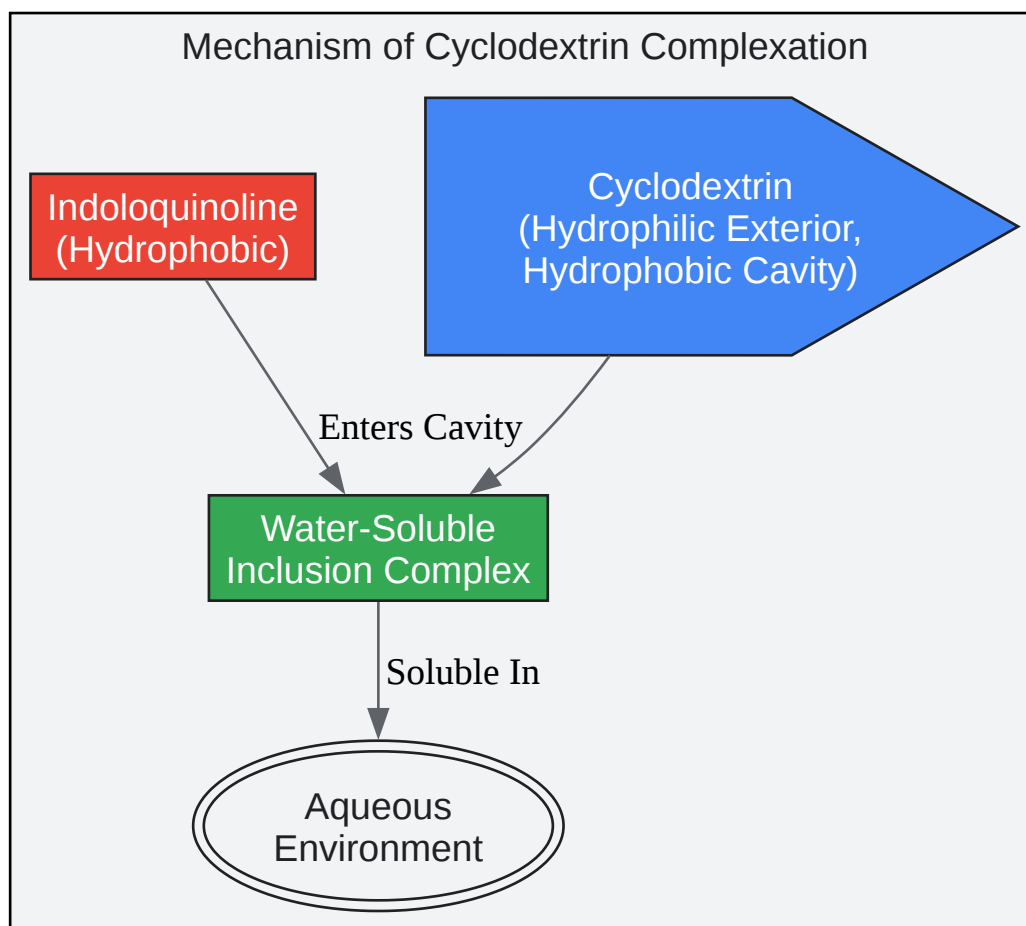 Mechanism of Cyclodextrin Complexation
Indoloquinoline
(Hydrophobic)
Cyclodextrin
(Hydrophilic Exterior,
Hydrophobic Cavity)
Enters Cavity
Water-Soluble
Inclusion Complex
Soluble In
Aqueous
Environment